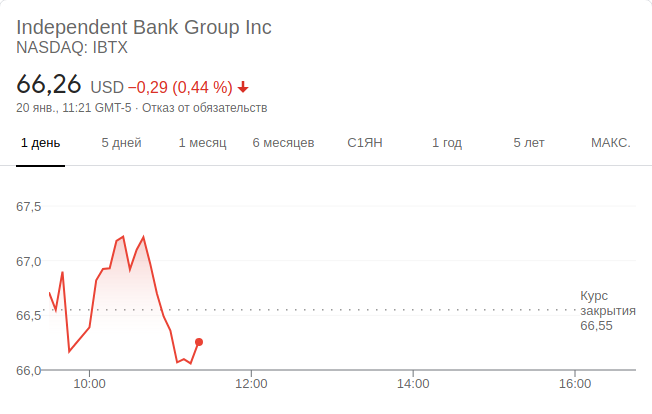 Independent Bank Group Inc
NASDAQ: IBTX
66,26 USD −0,29 (0,44 %) ↓
20 янв., 11:21 GMT-5 · Отказ от обязательств
1 день 5 дней 1 месяц 6 месяцев С1ЯН 1 год 5 лет МАКС.
67,5
67,0
66,5
66,0
Курс
закрытия
66,55
10:00 12:00 14:00 16:00